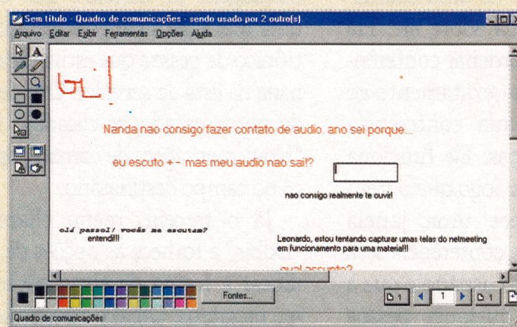 Sem título - Quadro de comunicações - sendo usado por 2 outro(s)
Arquivo Editar Exibir Ferramentas Opções Ajuda
A
Nanda nao consigo fazer contato de audio, ano sei porque...
eu escuto + - mas meu audio nao sai!?
nao consigo realmente te ouvir!
vocês me escutam?
entendi!!!
Leonardo, estou tentando capturar umas telas do netmeeting
em funcionamento para uma materia!!!
qual assunto?
Fontes...
1
1
1
Quadro de comunicações